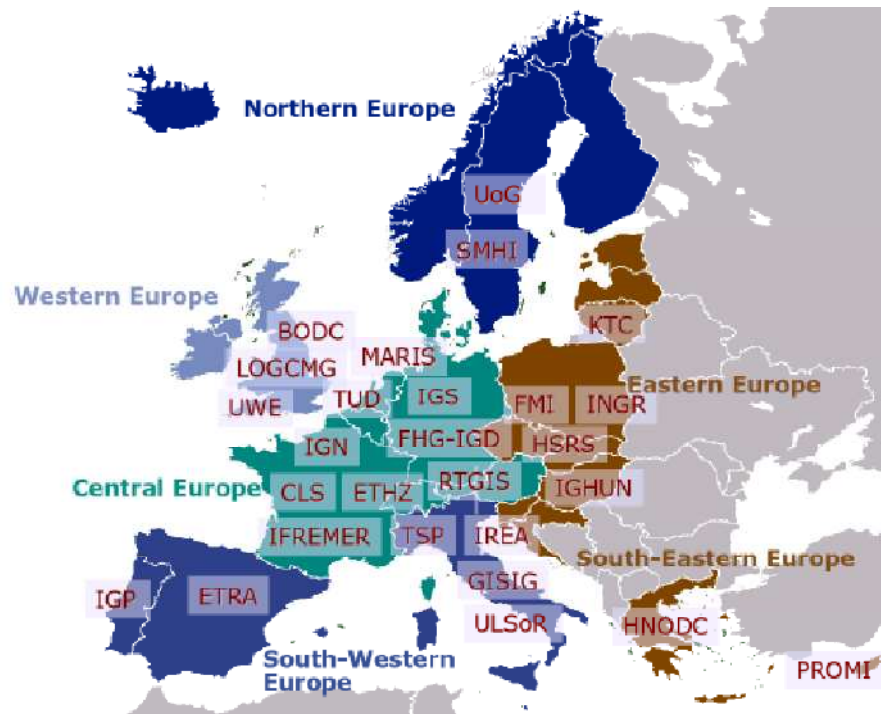 Northern Europe
UoG
SMHI
Western Europe
BODC
KTC
MARIS
LOGCMG
Eastern Europe
TUD
IGS
UWE
FMI
INGR
IGN
FHG-IGD
HSRS
Central Europe
CLS
ETHZ
RTGIS
IGHUN
IFREMER
TSP
IREA
South-Eastern Europe
GISIG
IGP
ETRA
ULSoR
HNODC
South-Western
Europe
PROMI